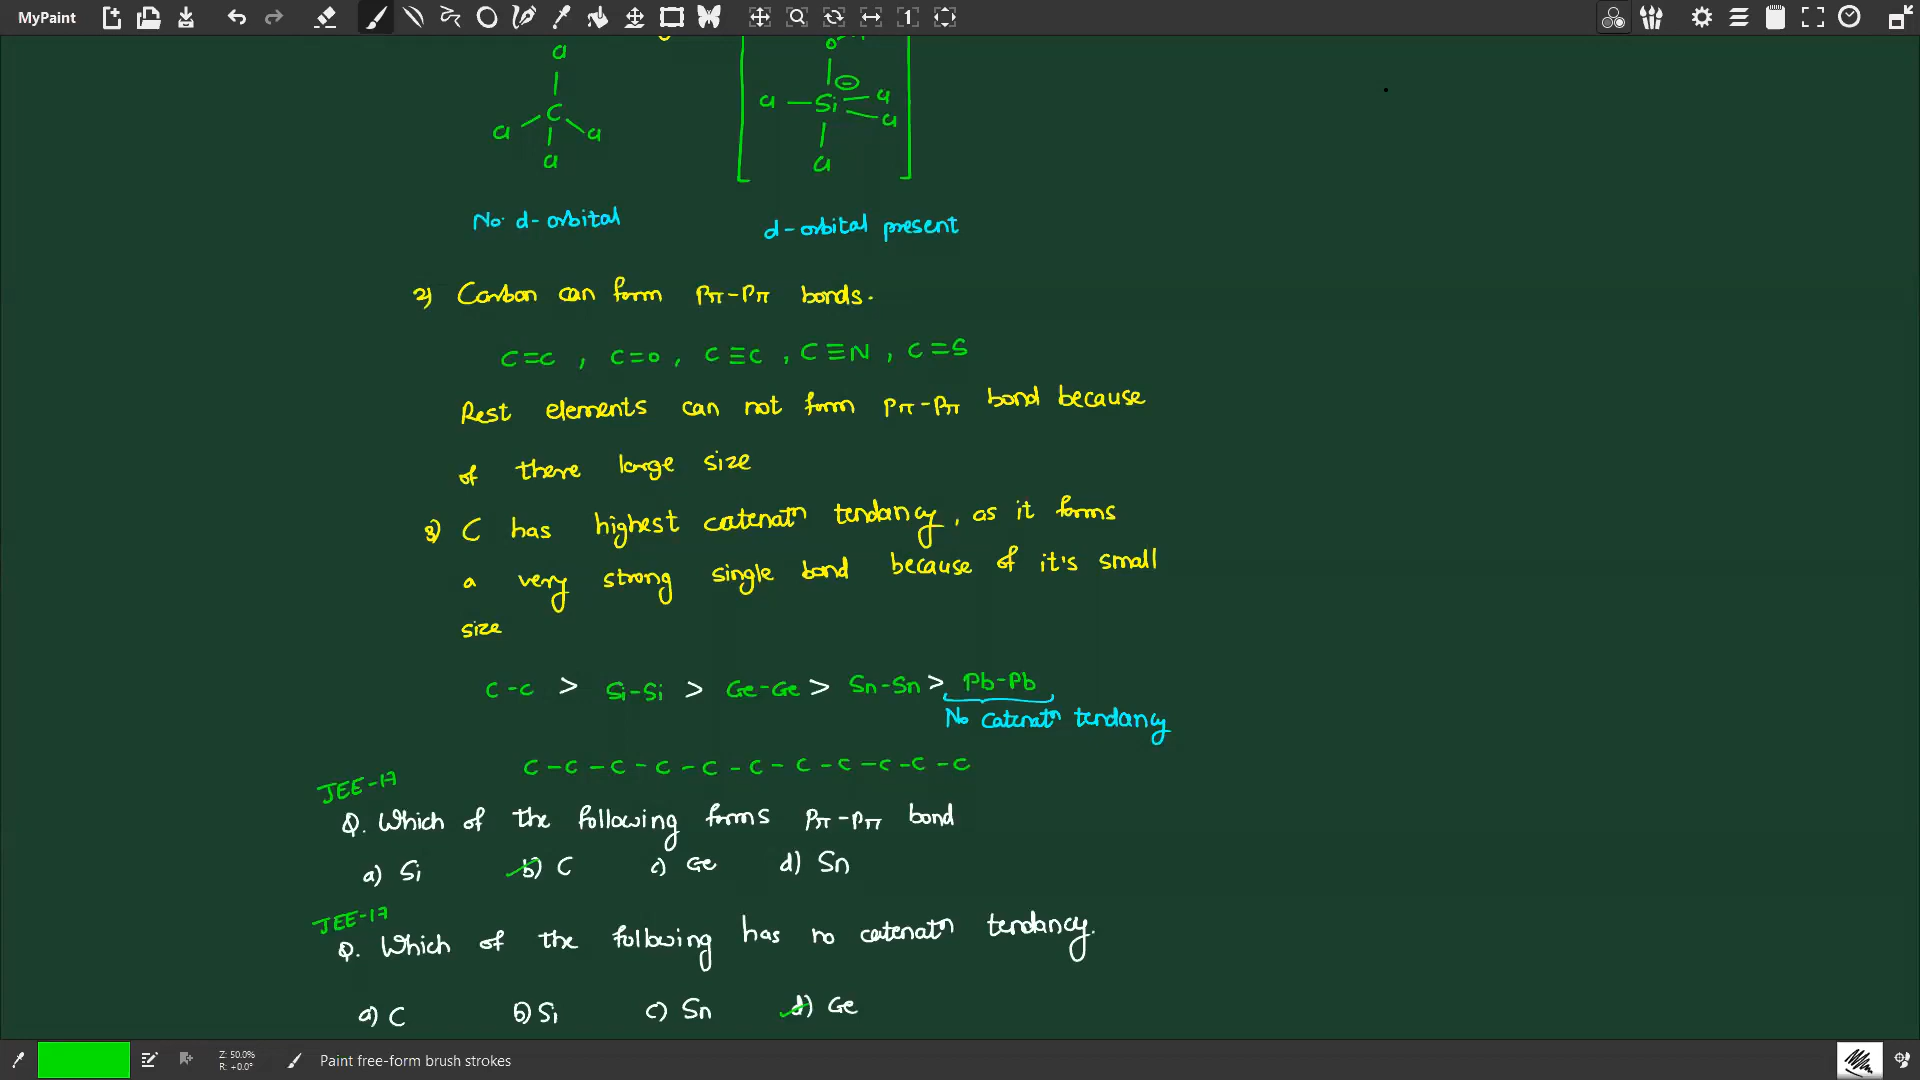 MyPaint
Cl
C
Cl Cl
Cl
Si
Cl Cl
Cl
Cl
No d-orbital
d-orbital present
2) Carbon can form Pπ-Pπ bonds.
C=C , C=O , C≡C , C≡N , C=S
Rest elements can not form Pπ-Pπ bond because
of there large size
3) C has highest catenatⁿ tendancy, as it forms
a very strong single bond because of it's small
size
C-C > Si-Si > Ge-Ge > Sn-Sn > Pb-Pb
No catenatⁿ tendancy
C-C-C-C-C-C-C-C-C-C-C
JEE-17
Q. Which of the following forms Pπ-Pπ bond
a) Si b) C c) Ge d) Sn
JEE-17
Q. Which of the following has no catenatⁿ tendancy.
a) C b) Si c) Sn d) Ge
Z: 50.0%
R: +0.0°
Paint free-form brush strokes